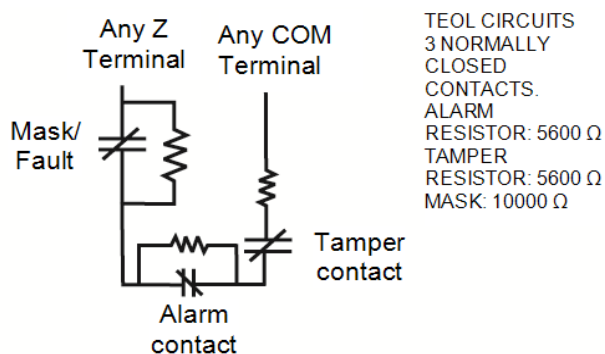 Any Z
Terminal
Any COM
Terminal
Mask/
Fault
Tamper
contact
Alarm
contact
TEOL CIRCUITS
3 NORMALLY
CLOSED
CONTACTS.
ALARM
RESISTOR: 5600 Ω
TAMPER
RESISTOR: 5600 Ω
MASK: 10000 Ω